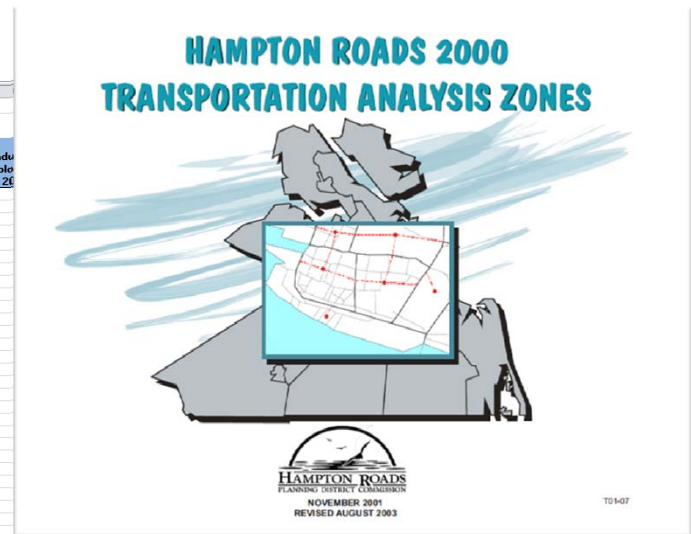 HAMPTON ROADS 2000
TRANSPORTATION ANALYSIS ZONES
HAMPTON ROADS
PLANNING DISTRICT COMMISSION
NOVEMBER 2001
REVISED AUGUST 2003
T01-07